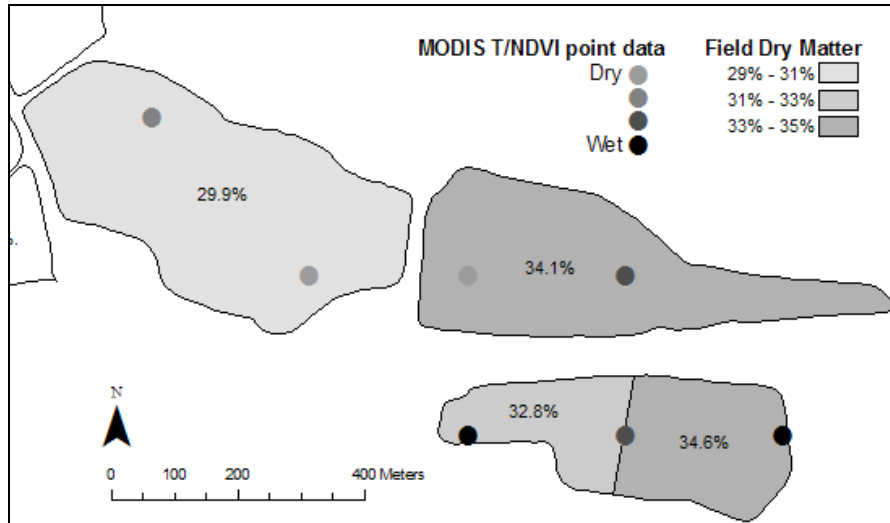 MODIS T/NDVI point data
Dry
Wet
Field Dry Matter
29% - 31%
31% - 33%
33% - 35%
29.9%
34.1%
%.
32.8%
34.6%
N
0 100 200 400 Meters